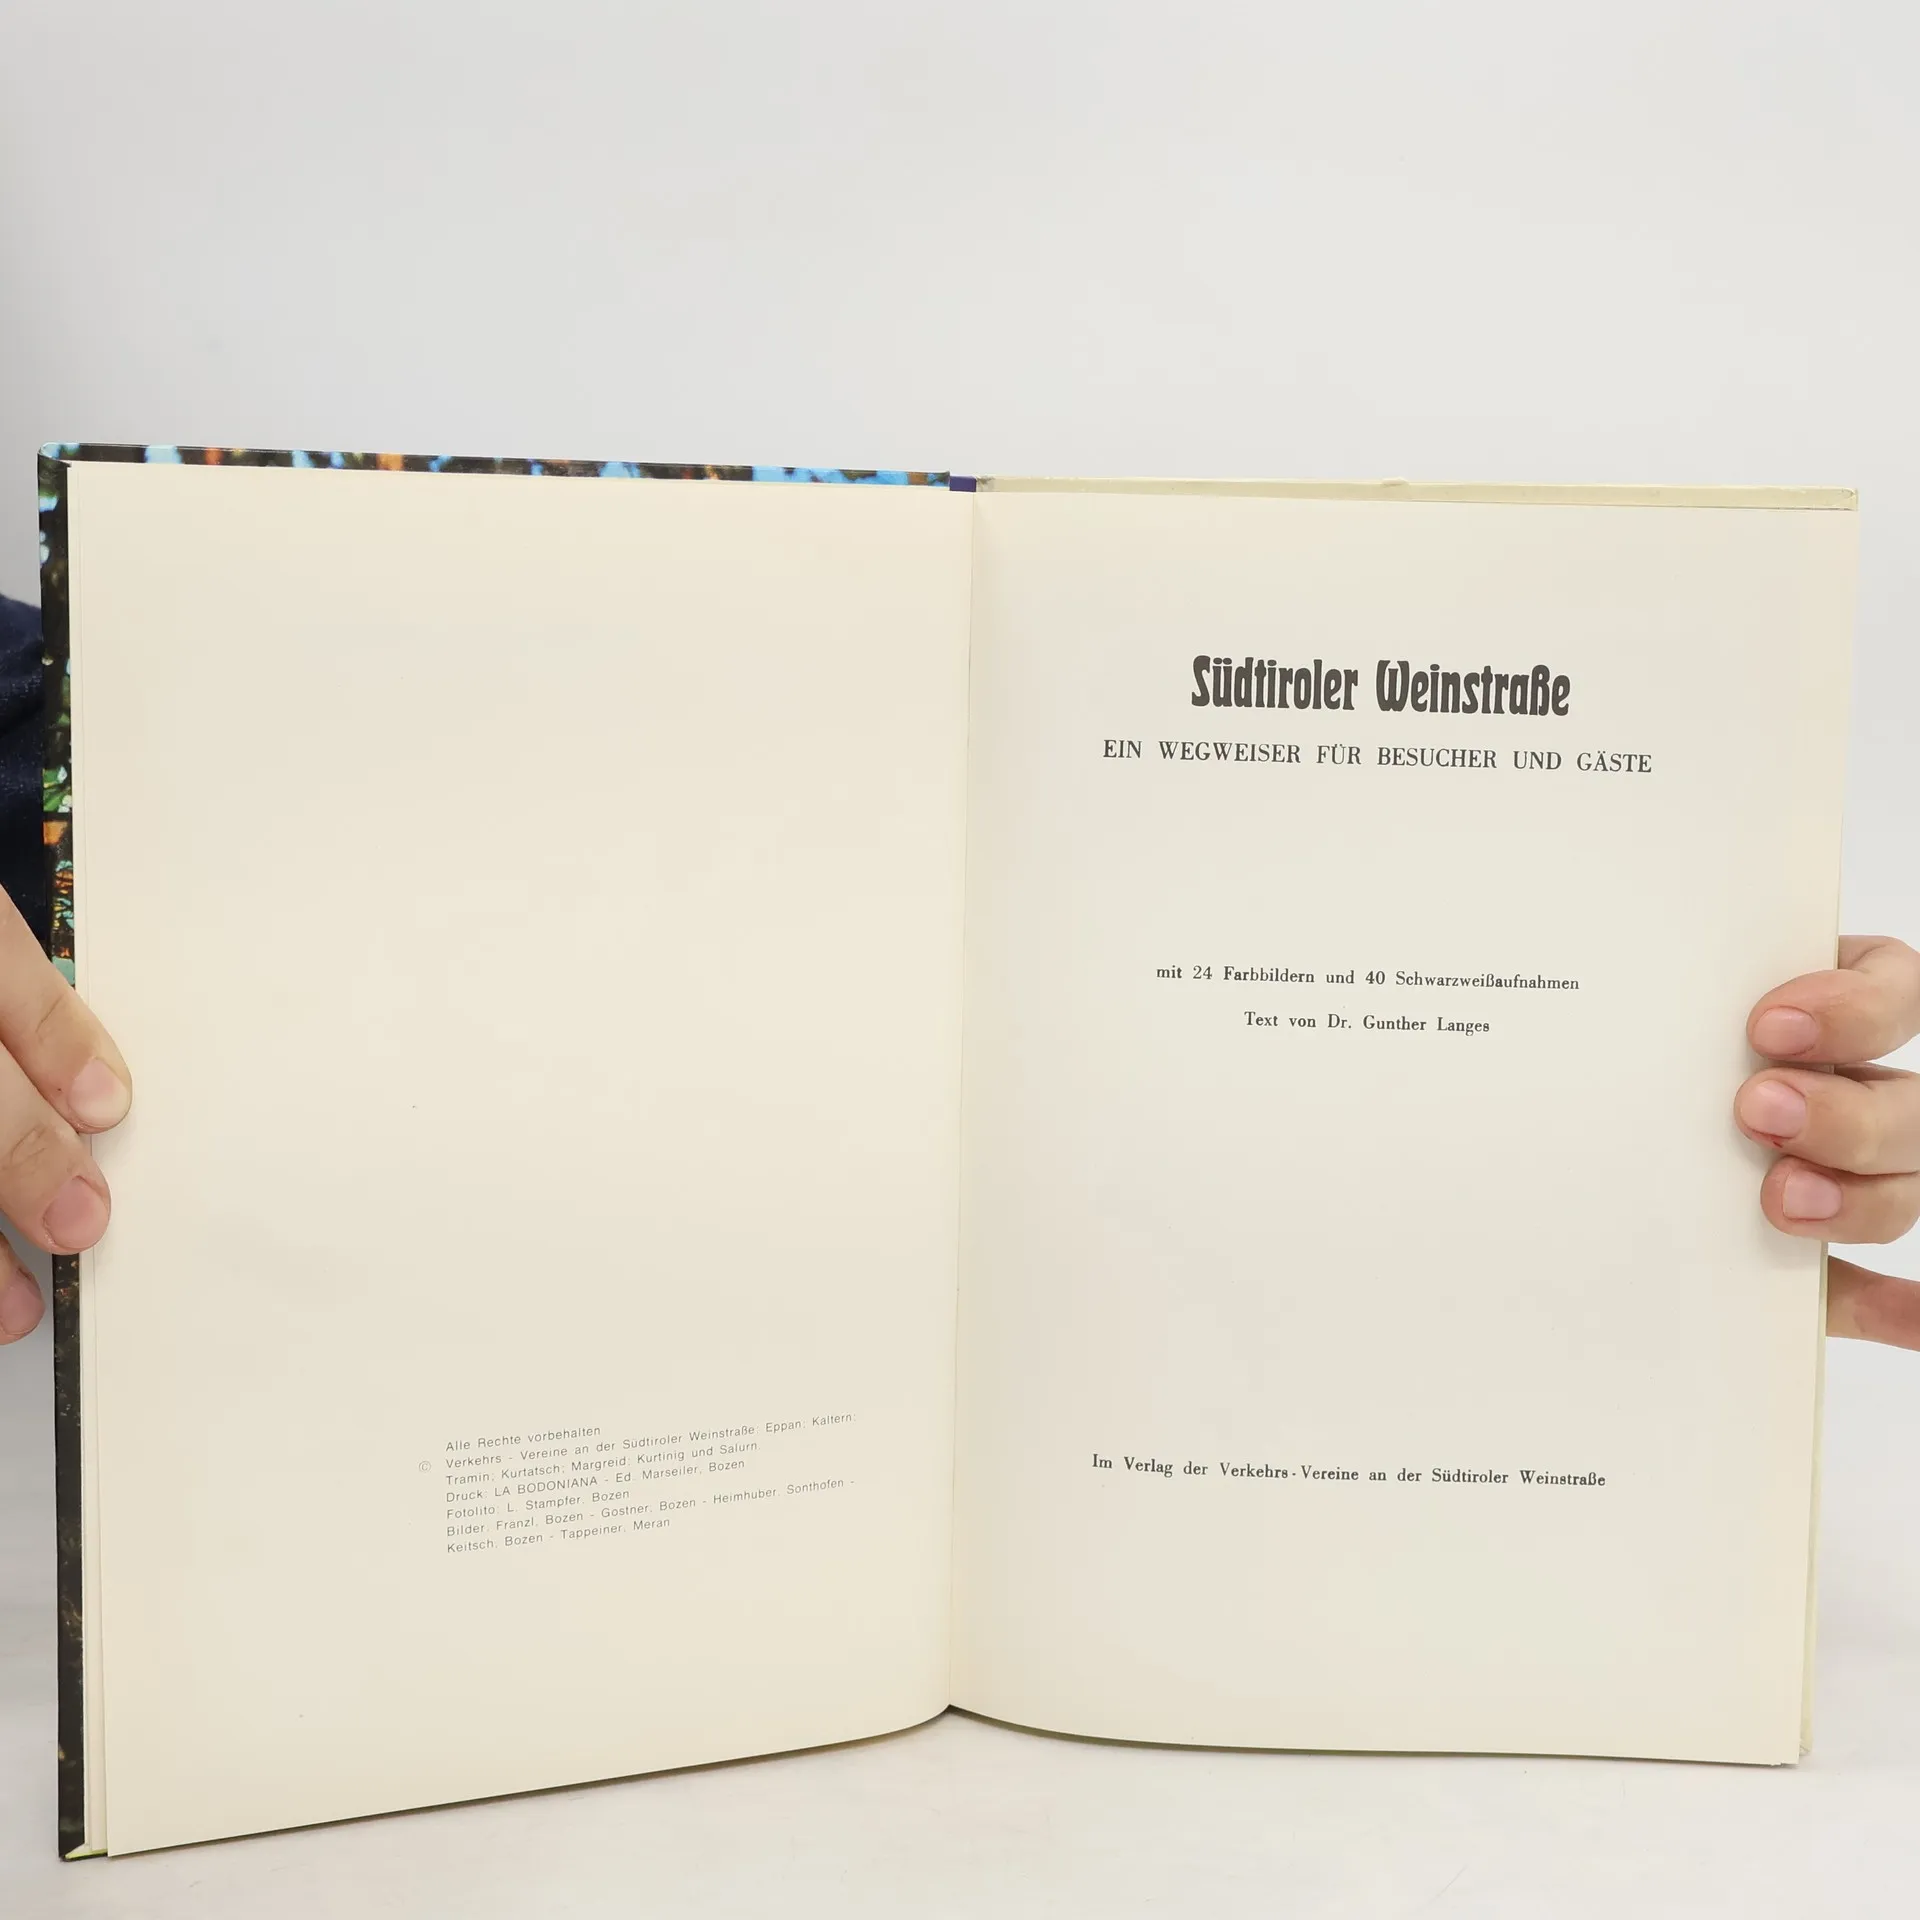 Alle Rechte vorbehalten
© Verkehrs - Vereine an der Südtiroler Weinstraße: Eppan; Kaltern;
Tramin; Kurtatsch; Margreid; Kurtinig und Salurn.
Druck: LA BODONIANA - Ed. Marseiler, Bozen
Fotolito: L. Stampfer, Bozen
Bilder: Fränzl, Bozen - Gostner, Bozen - Heimhuber, Sonthofen -
Keitsch, Bozen - Tappeiner, Meran
Südtiroler Weinstraße
EIN WEGWEISER FÜR BESUCHER UND GÄSTE
mit 24 Farbbildern und 40 Schwarzweißaufnahmen
Text von Dr. Gunther Langes
Im Verlag der Verkehrs-Vereine an der Südtiroler Weinstraße